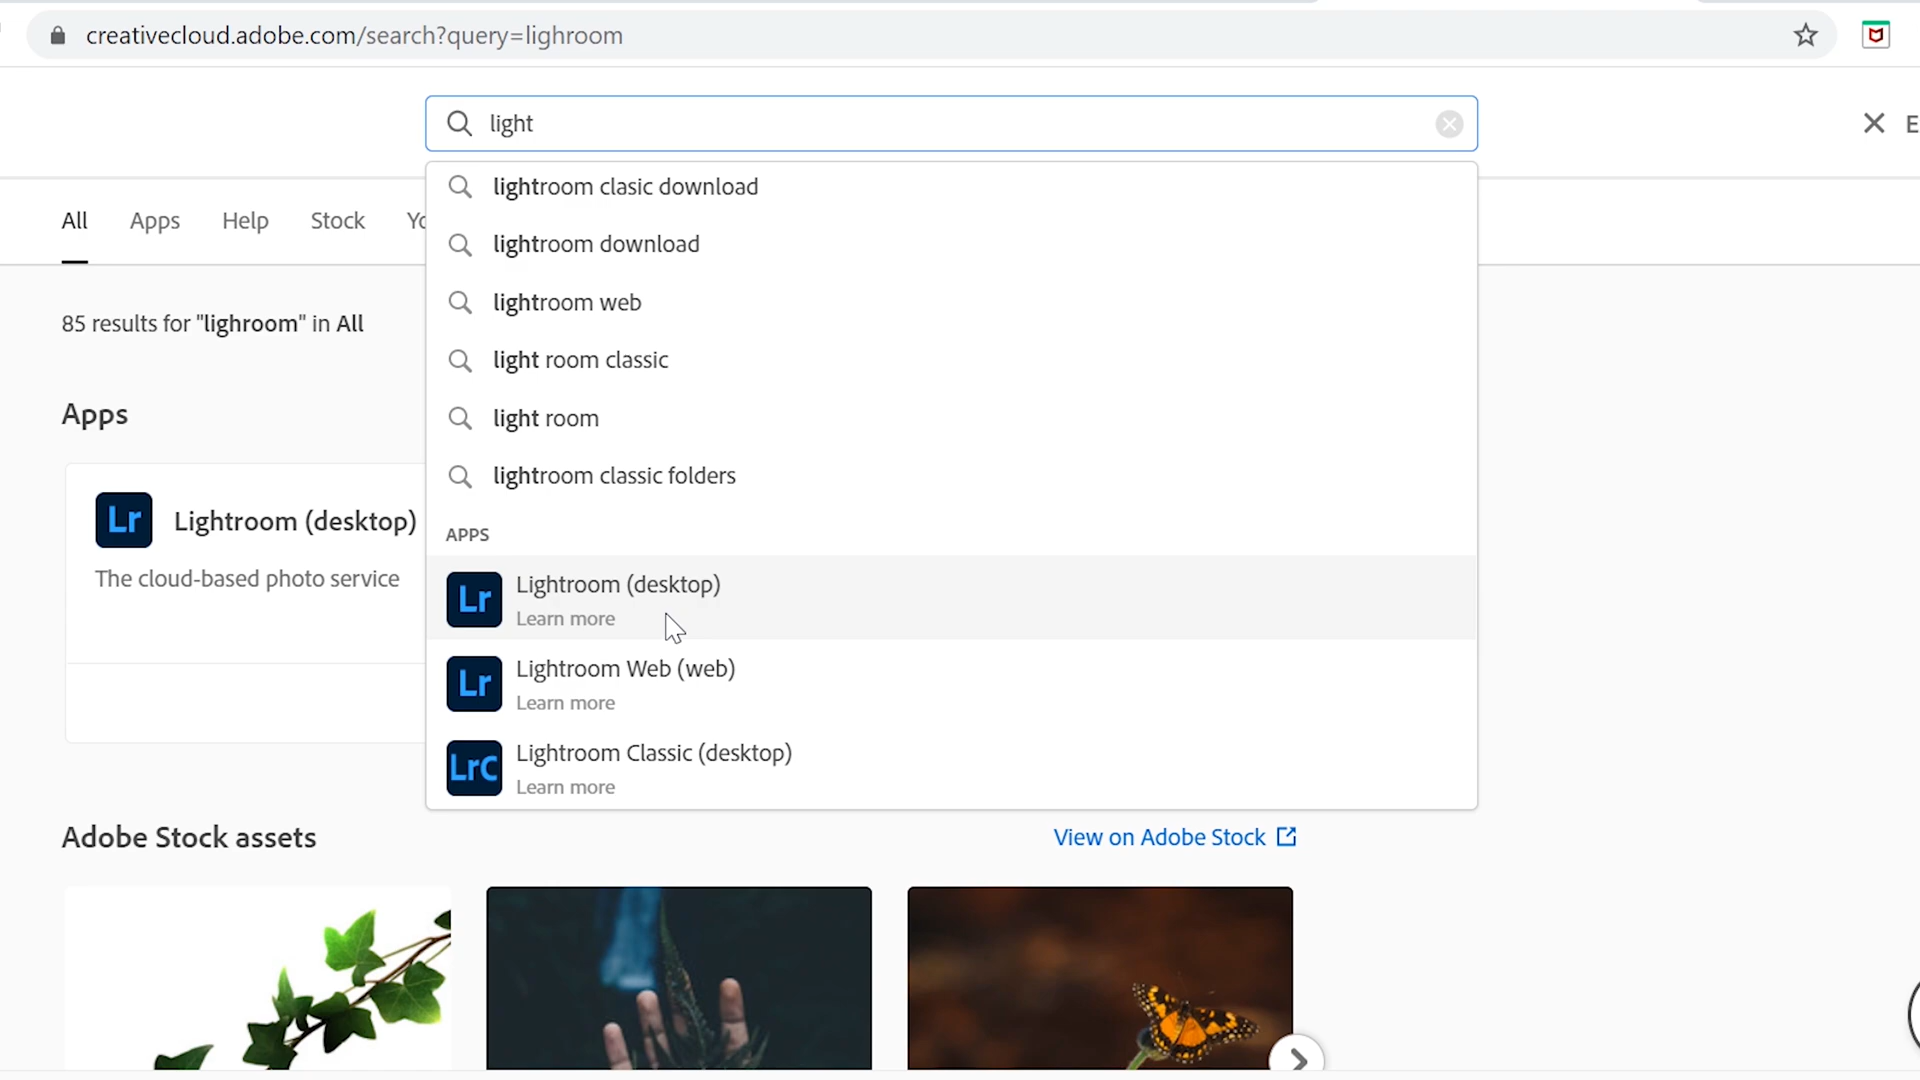 creativecloud.adobe.com/search?query=lighroom
light
E
lightroom clasic download
lightroom download
lightroom web
light room classic
light room
lightroom classic folders
APPS
Lr Lightroom (desktop)
Learn more
Lr Lightroom Web (web)
Learn more
LrC Lightroom Classic (desktop)
Learn more
All Apps Help Stock Yo
85 results for "lighroom" in All
Apps
Lr Lightroom (desktop)
The cloud-based photo service
Adobe Stock assets View on Adobe Stock